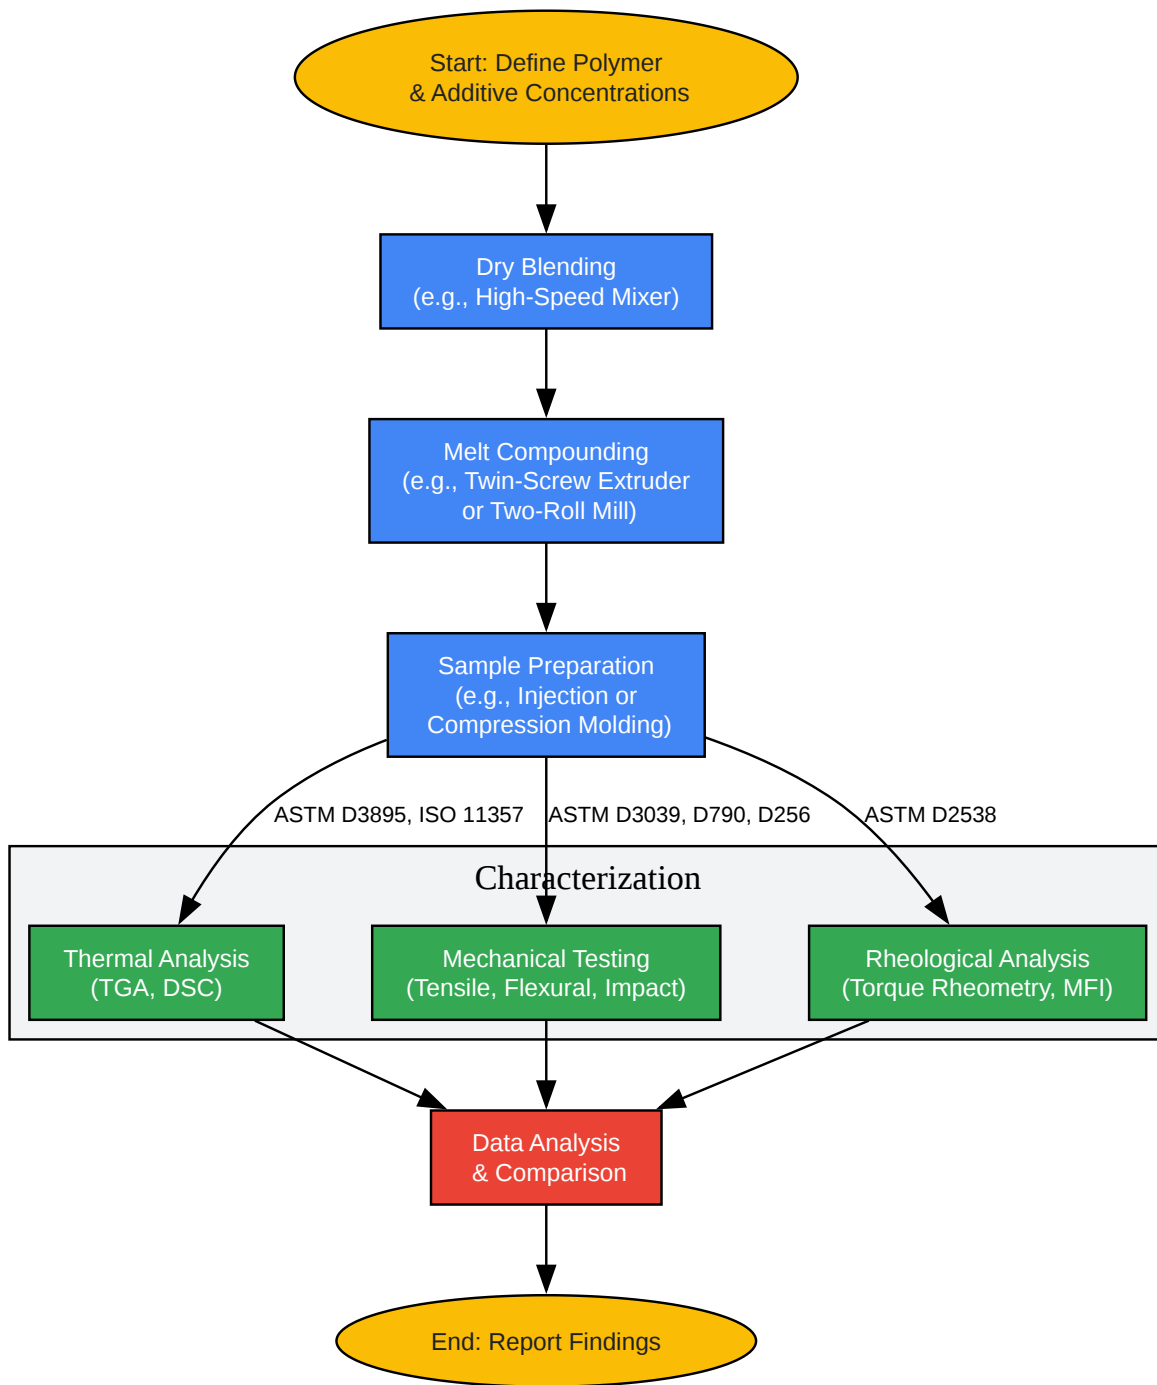 Start: Define Polymer
& Additive Concentrations
Dry Blending
(e.g., High-Speed Mixer)
Melt Compounding
(e.g., Twin-Screw Extruder
or Two-Roll Mill)
Sample Preparation
(e.g., Injection or
Compression Molding)
ASTM D3895, ISO 11357
ASTM D3039, D790, D256
ASTM D2538
Characterization
Thermal Analysis
(TGA, DSC)
Mechanical Testing
(Tensile, Flexural, Impact)
Rheological Analysis
(Torque Rheometry, MFI)
Data Analysis
& Comparison
End: Report Findings